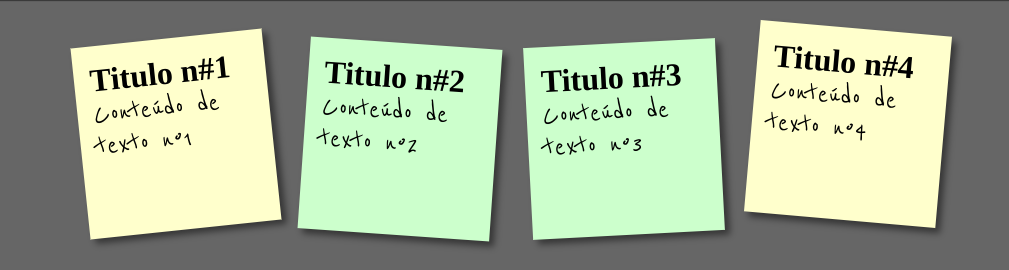 Titulo n#1
Conteúdo de
texto nº1
Titulo n#2
Conteúdo de
texto nº2
Titulo n#3
Conteúdo de
texto nº3
Titulo n#4
Conteúdo de
texto nº4